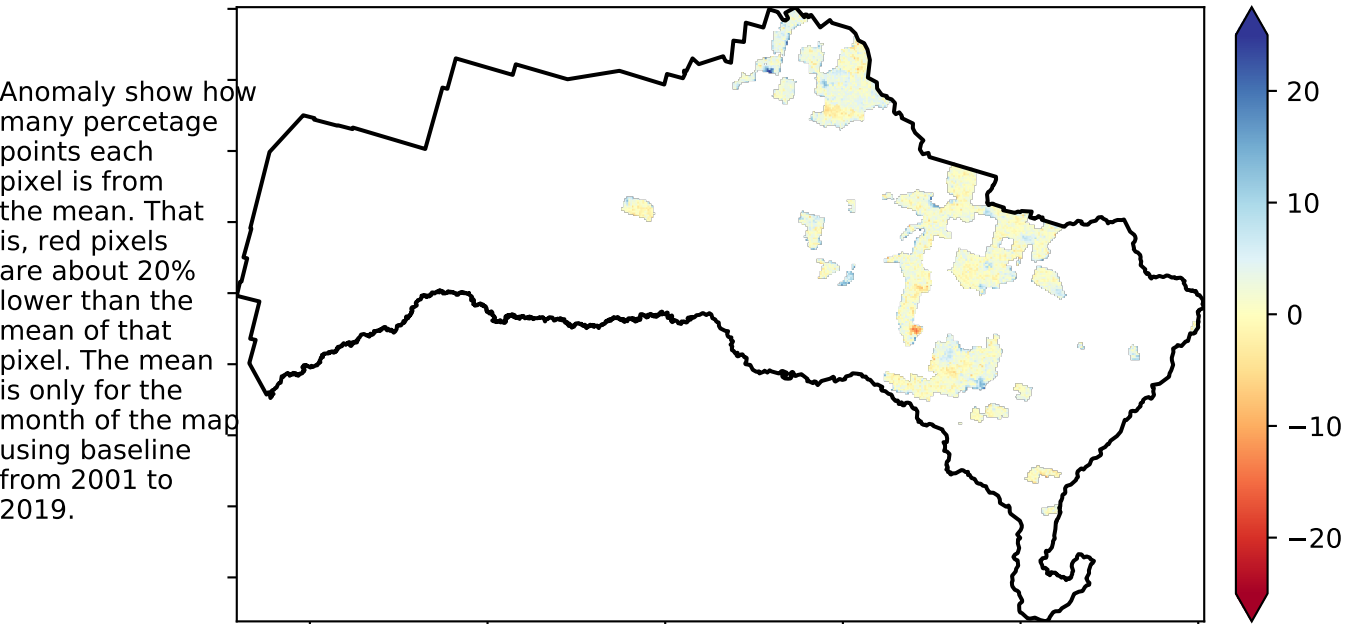 Anomaly show how
many percetage
points each
pixel is from
the mean. That
is, red pixels
are about 20%
lower than the
mean of that
pixel. The mean
is only for the
month of the map
using baseline
from 2001 to
2019.
20
10
0
−10
−20